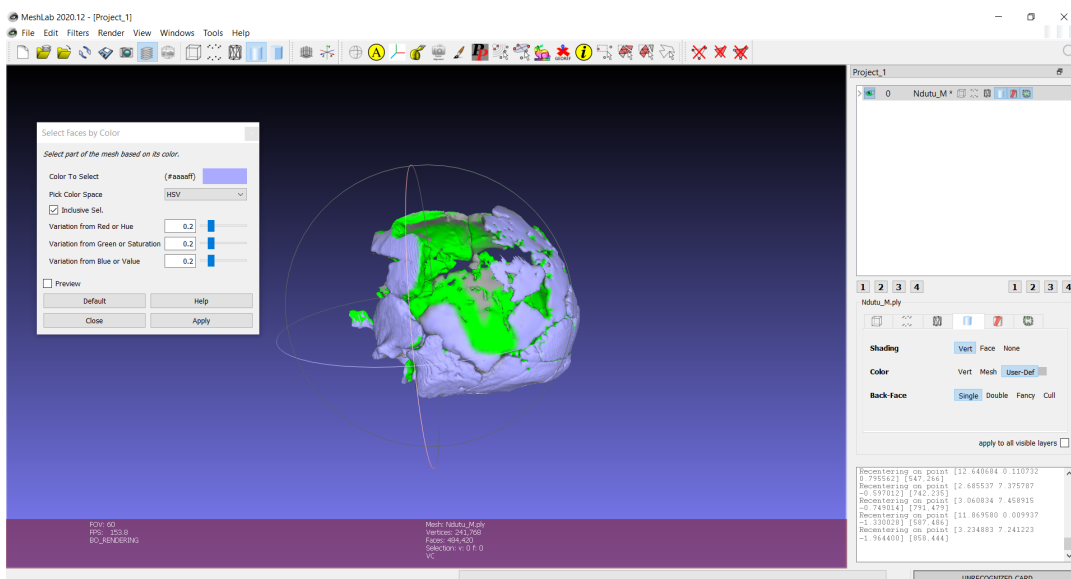 MeshLab 2020.12 - [Project_1]
File Edit Filters Render View Windows Tools Help
A
PP
GEOREF
i
Project_1
0 Ndutu_M *
Select Faces by Color
Select part of the mesh based on its color.
Color To Select (#aaaaff)
Pick Color Space HSV
Inclusive Sel.
Variation from Red or Hue 0.2
Variation from Green or Saturation 0.2
Variation from Blue or Value 0.2
Preview
Default Help
Close Apply
1 2 3 4 1 2 3 4
Ndutu_M.ply
Shading Vert Face None
Color Vert Mesh User-Def
Back-Face Single Double Fancy Cull
apply to all visible layers
Recentering on point [12.640684 0.110732
0.795562] [547.266]
Recentering on point [2.685537 7.375787
-0.597012] [742.235]
Recentering on point [3.060834 7.458915
-0.749014] [791.479]
Recentering on point [11.869580 0.009937
-1.330028] [587.486]
Recentering on point [3.234883 7.241223
-1.964400] [858.444]
FOV: 60
FPS: 153.8
BO_RENDERING
Mesh: Ndutu_M.ply
Vertices: 241,768
Faces: 484,420
Selection: v: 0 f: 0
VC
UNRECOGNIZED CARD